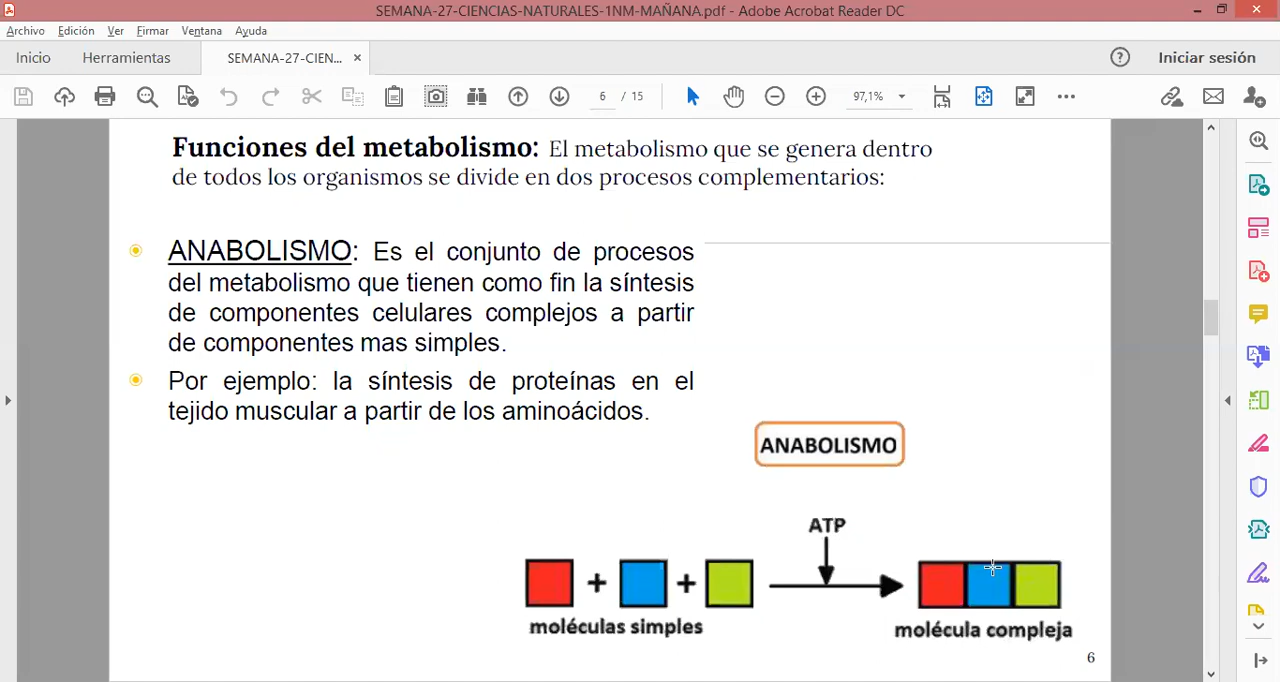 SEMANA-27-CIENCIAS-NATURALES-1NM-MAÑANA.pdf - Adobe Acrobat Reader DC
Archivo Edición Ver Firmar Ventana Ayuda
Inicio Herramientas SEMANA-27-CIEN... × Iniciar sesión
6 / 15 97,1%
Funciones del metabolismo: El metabolismo que se genera dentro
de todos los organismos se divide en dos procesos complementarios:
ANABOLISMO: Es el conjunto de procesos
del metabolismo que tienen como fin la síntesis
de componentes celulares complejos a partir
de componentes mas simples.
Por ejemplo: la síntesis de proteínas en el
tejido muscular a partir de los aminoácidos.
ANABOLISMO
ATP
+ +
moléculas simples
molécula compleja
6